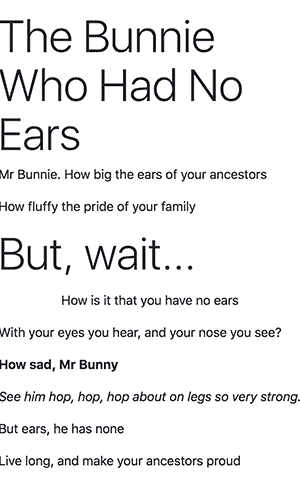 The Bunnie
Who Had No
Ears
Mr Bunnie. How big the ears of your ancestors
How fluffy the pride of your family
But, wait...
How is it that you have no ears
With your eyes you hear, and your nose you see?
How sad, Mr Bunny
See him hop, hop, hop about on legs so very strong.
But ears, he has none
Live long, and make your ancestors proud